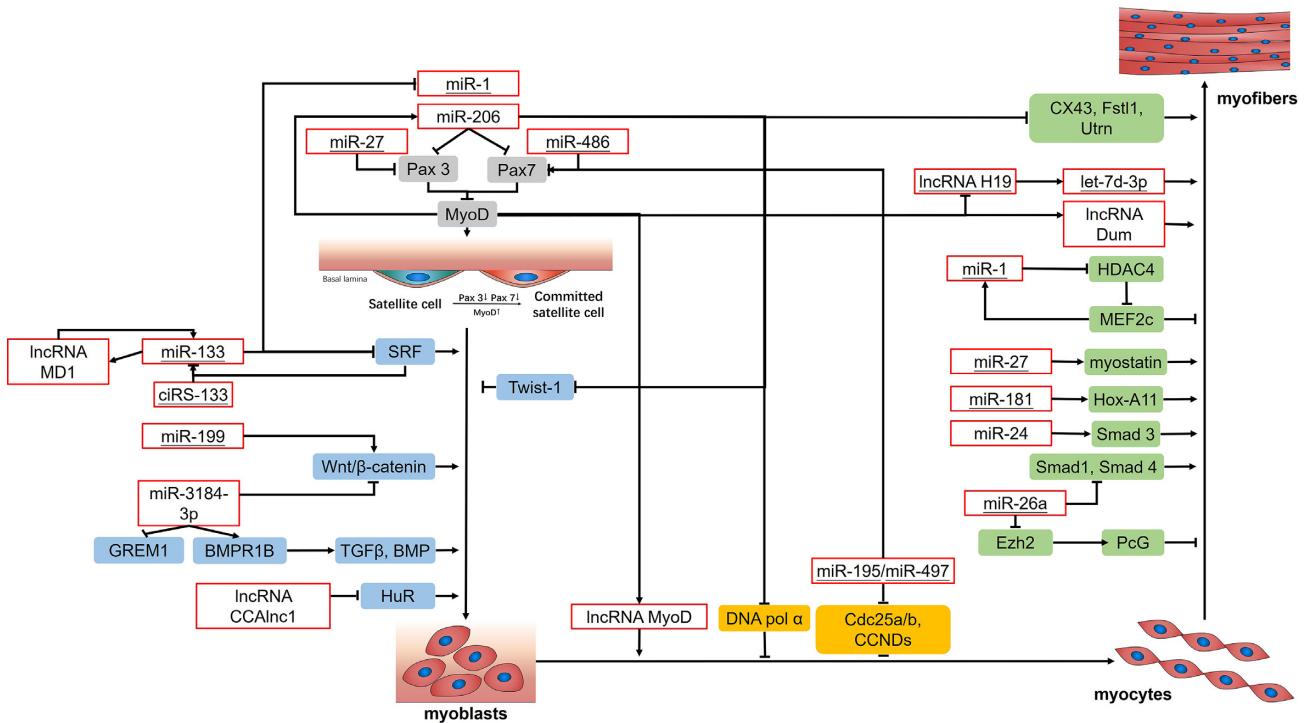 miR-1
myofibers
miR-206
CX43, Fstl1,
Utrn
miR-27
miR-486
Pax 3
Pax7
lncRNA H19
let-7d-3p
MyoD
lncRNA
Dum
Basal lamina
miR-1
HDAC4
Satellite cell
Pax 3↓ Pax 7↓
MyoD↑
Committed
satellite cell
MEF2c
lncRNA
MD1
miR-133
SRF
miR-27
myostatin
ciRS-133
Twist-1
miR-181
Hox-A11
miR-199
miR-24
Smad 3
Wnt/β-catenin
Smad1, Smad 4
miR-3184-
3p
miR-26a
GREM1
BMPR1B
TGFβ, BMP
Ezh2
PcG
miR-195/miR-497
lncRNA
CCAlnc1
HuR
lncRNA MyoD
DNA pol α
Cdc25a/b,
CCNDs
myocytes
myoblasts